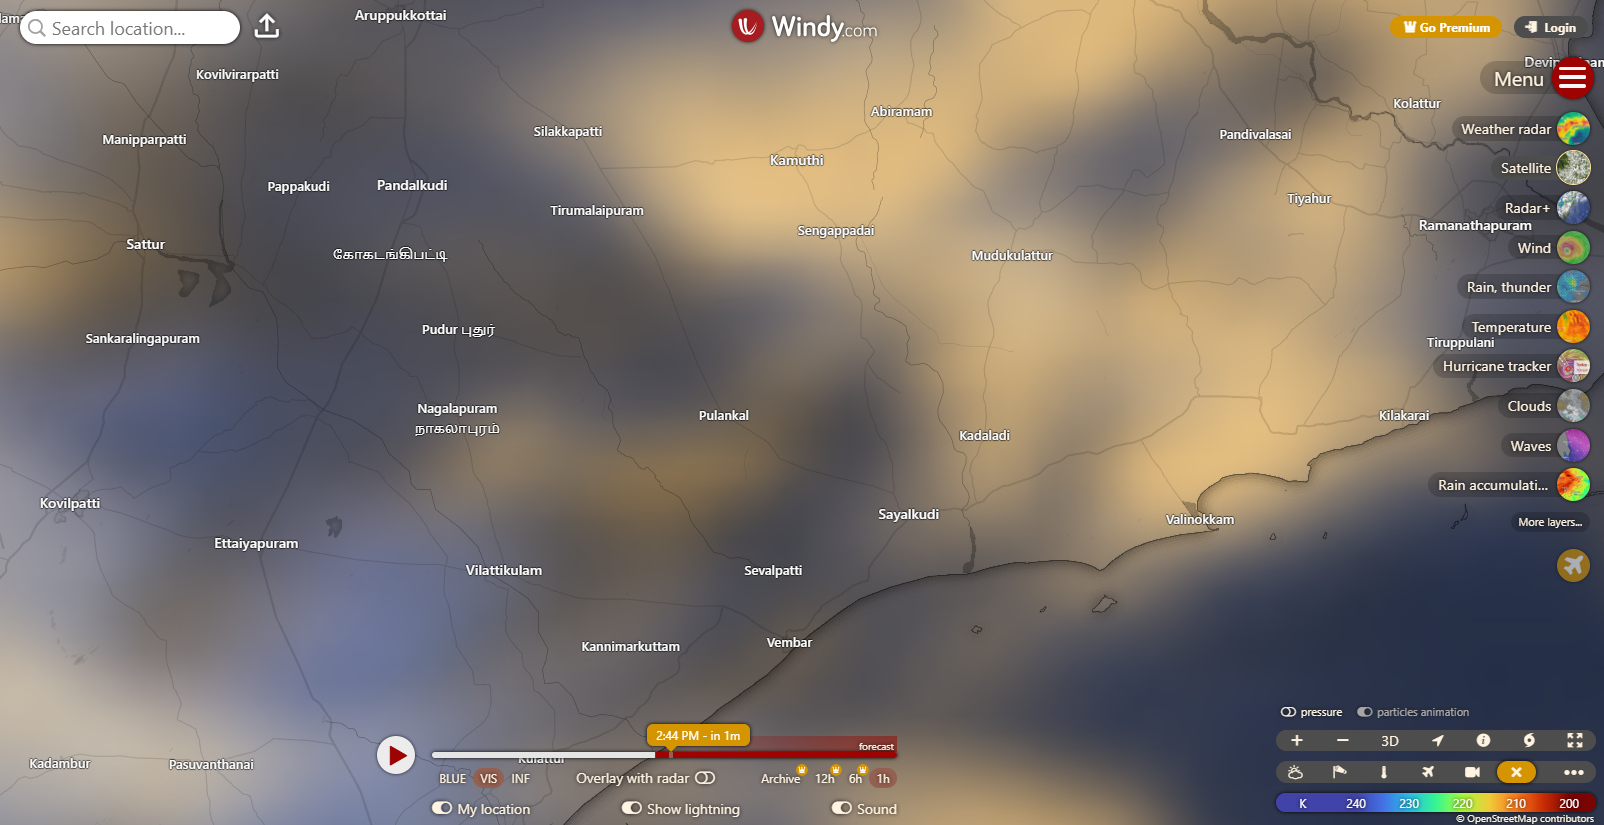 Aruppukkottai
Search location...
Windy.com
Go Premium
Login
Kovilvirarpatti
Menu
Kolattur
Abiramam
Manipparpatti
Silakkapatti
Pandivalasai
Weather radar
Kamuthi
Satellite
Pappakudi
Pandalkudi
Tirumalaipuram
Tiyahur
Radar+
Ramanathapuram
Sengappadai
Sattur
கோகடங்கிபட்டி
Mudukulattur
Wind
Rain, thunder
Pudur புதுர்
Temperature
Sankaralingapuram
Tiruppulani
Hurricane tracker
Nagalapuram
நாகலாபுரம்
Pulankal
Clouds
Kilakarai
Kadaladi
Waves
Rain accumulati...
Kovilpatti
Sayalkudi
Valinokkam
More layers...
Ettaiyapuram
Vilattikulam
Sevalpatti
Kannimarkuttam
Vembar
pressure
particles animation
2:44 PM - in 1m
forecast
3D
Kadambur
Pasuvanthanai
Kulattur
BLUE VIS INF
Overlay with radar
Archive 12h 6h 1h
My location
Show lightning
Sound
K 240 230 220 210 200
© OpenStreetMap contributors